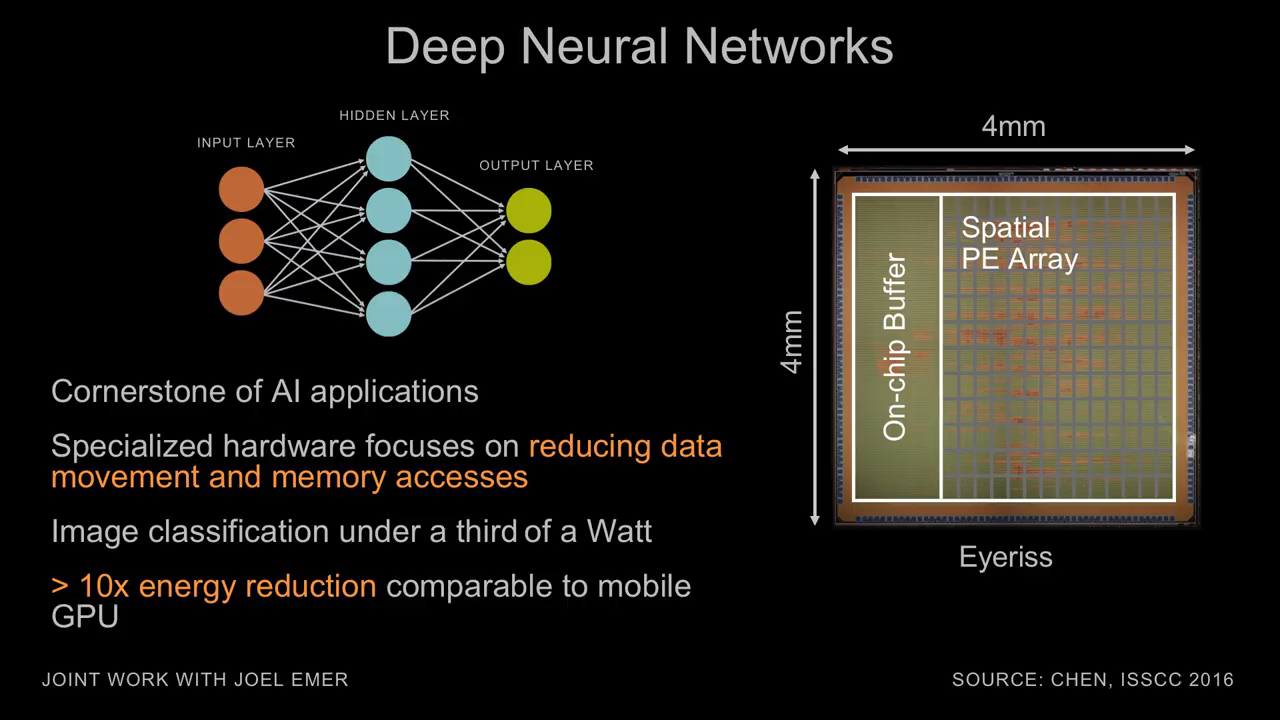 Deep Neural Networks
HIDDEN LAYER
INPUT LAYER
OUTPUT LAYER
Cornerstone of AI applications
Specialized hardware focuses on reducing data
movement and memory accesses
Image classification under a third of a Watt
> 10x energy reduction comparable to mobile
GPU
4mm
4mm
On-chip Buffer
Spatial
PE Array
Eyeriss
JOINT WORK WITH JOEL EMER
SOURCE: CHEN, ISSCC 2016